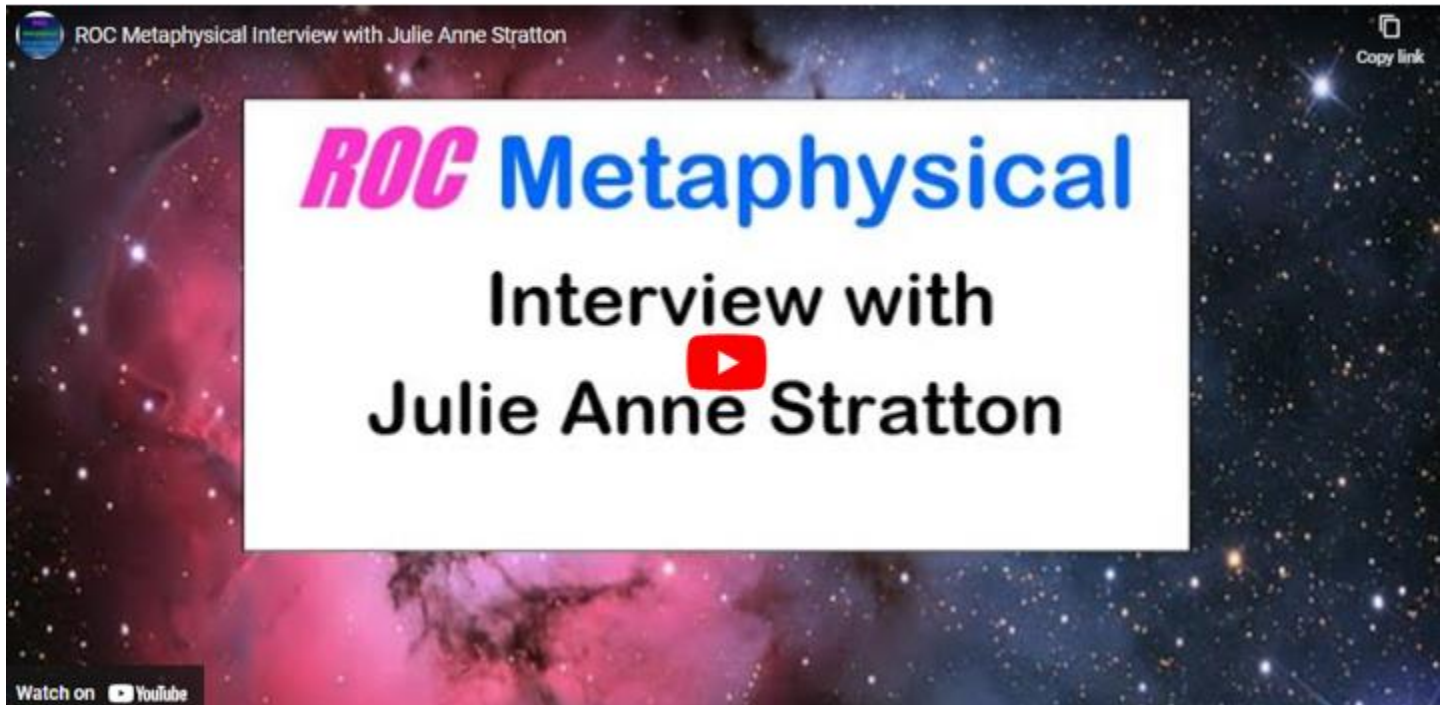 ROC Metaphysical Interview with Julie Anne Stratton
Copy link
ROC Metaphysical
Interview with
Julie Anne Stratton
Watch on YouTube